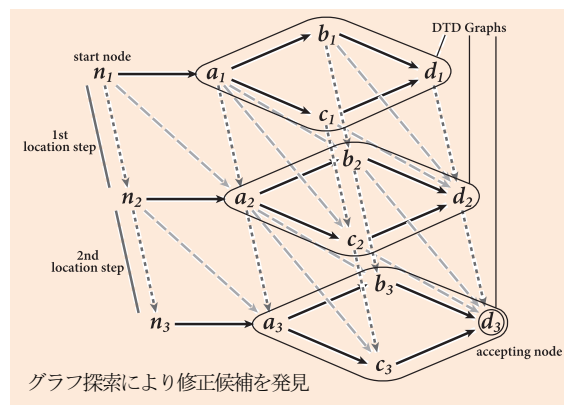 DTD Graphs
start node
n1 a1 b1 c1 d1
1st
location step
n2 a2 b2 c2 d2
2nd
location step
n3 a3 b3 c3 d3
accepting node
グラフ探索により修正候補を発見